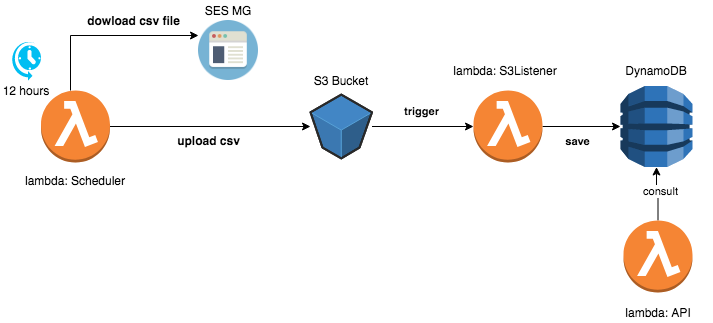 SES MG
dowload csv file
12 hours
S3 Bucket
lambda: S3Listener
DynamoDB
trigger
upload csv
save
lambda: Scheduler
consult
lambda: API